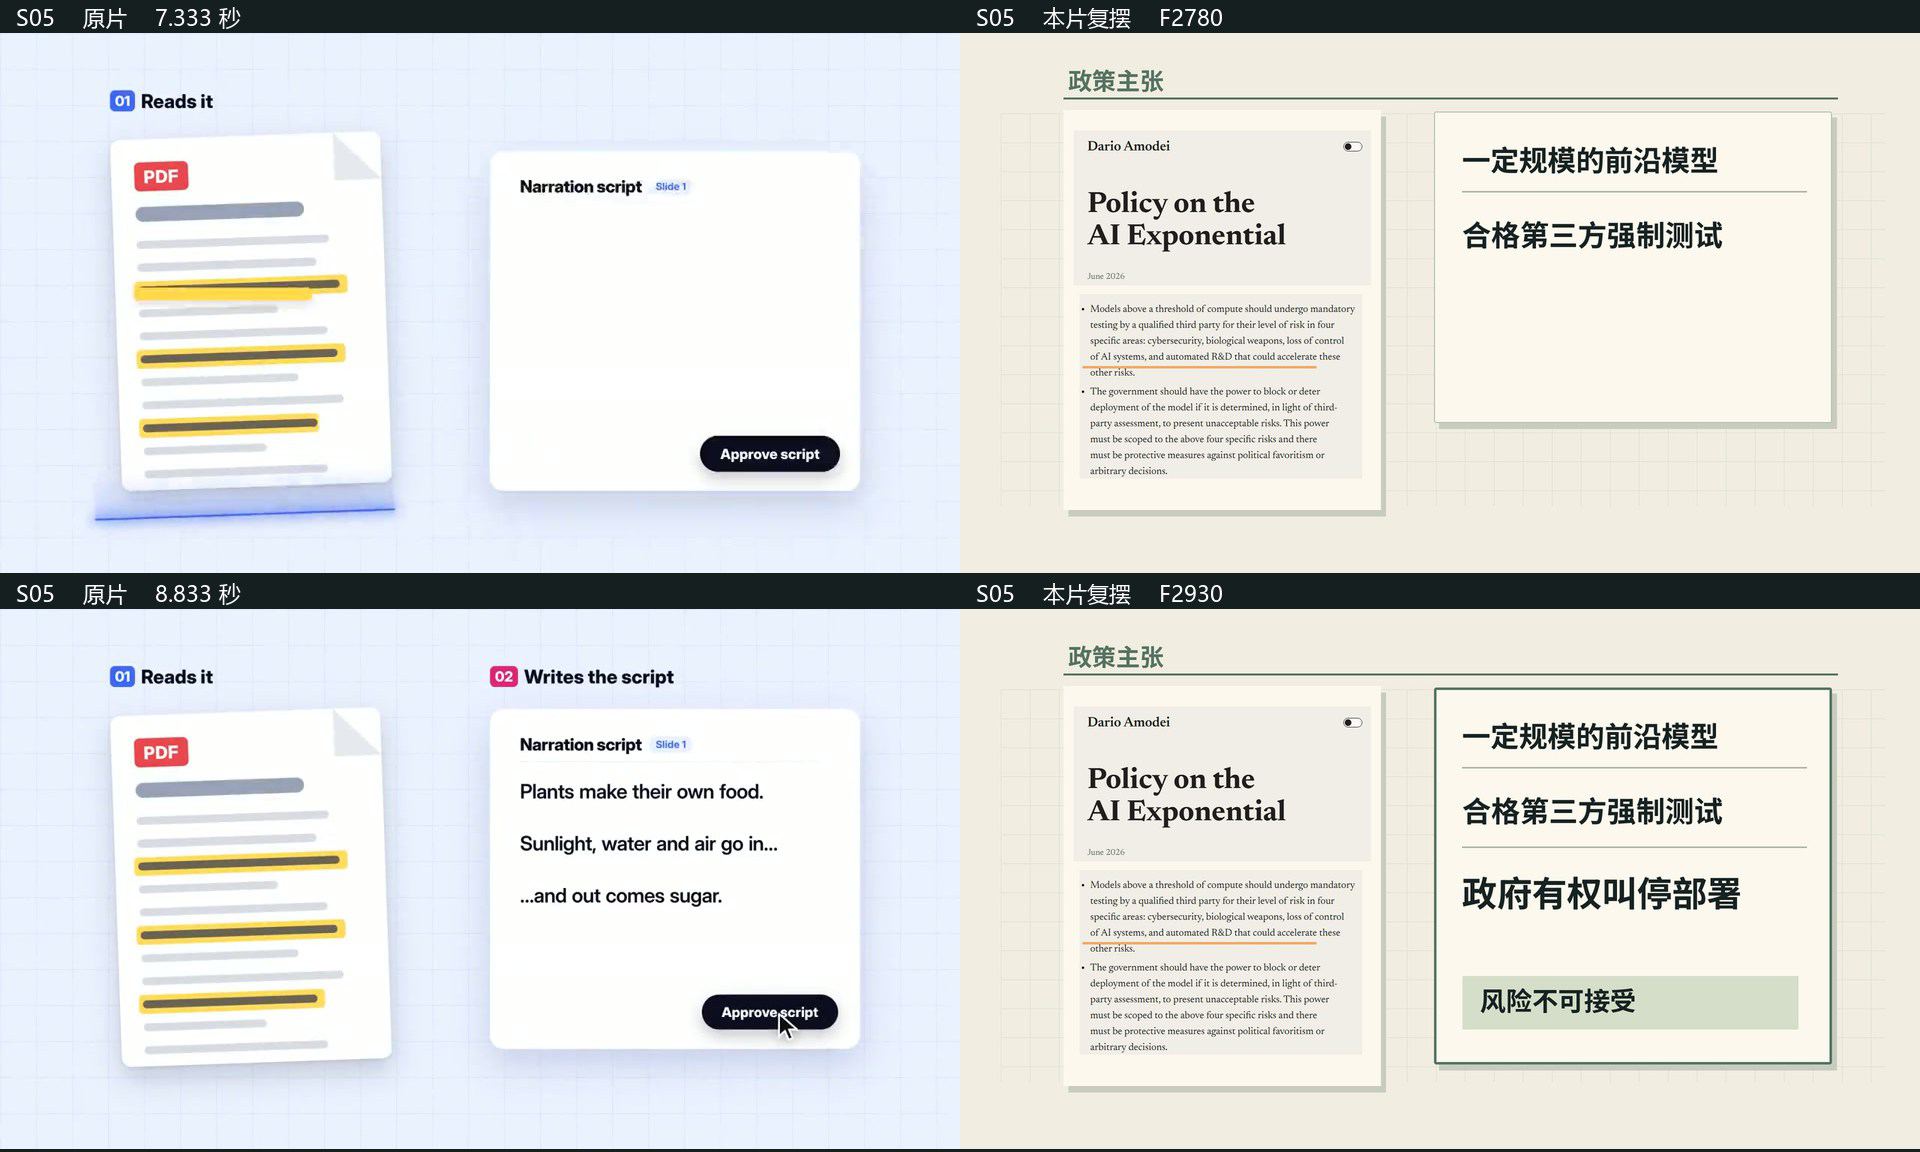 S05 原片 7.333 秒
01 Reads it
PDF
Narration script Slide 1
Approve script
S05 本片复摆 F2780
政策主张
Dario Amodei
Policy on the
AI Exponential
June 2026
• Models above a threshold of compute should undergo mandatory
testing by a qualified third party for their level of risk in four
specific areas: cybersecurity, biological weapons, loss of control
of AI systems, and automated R&D that could accelerate these
other risks.
• The government should have the power to block or deter
deployment of the model if it is determined, in light of third-
party assessment, to present unacceptable risks. This power
must be scoped to the above four specific risks and there
must be protective measures against political favoritism or
arbitrary decisions.
一定规模的前沿模型
合格第三方强制测试
S05 原片 8.833 秒
01 Reads it
PDF
02 Writes the script
Narration script Slide 1
Plants make their own food.
Sunlight, water and air go in...
...and out comes sugar.
Approve script
S05 本片复摆 F2930
政策主张
Dario Amodei
Policy on the
AI Exponential
June 2026
• Models above a threshold of compute should undergo mandatory
testing by a qualified third party for their level of risk in four
specific areas: cybersecurity, biological weapons, loss of control
of AI systems, and automated R&D that could accelerate these
other risks.
• The government should have the power to block or deter
deployment of the model if it is determined, in light of third-
party assessment, to present unacceptable risks. This power
must be scoped to the above four specific risks and there
must be protective measures against political favoritism or
arbitrary decisions.
一定规模的前沿模型
合格第三方强制测试
政府有权叫停部署
风险不可接受